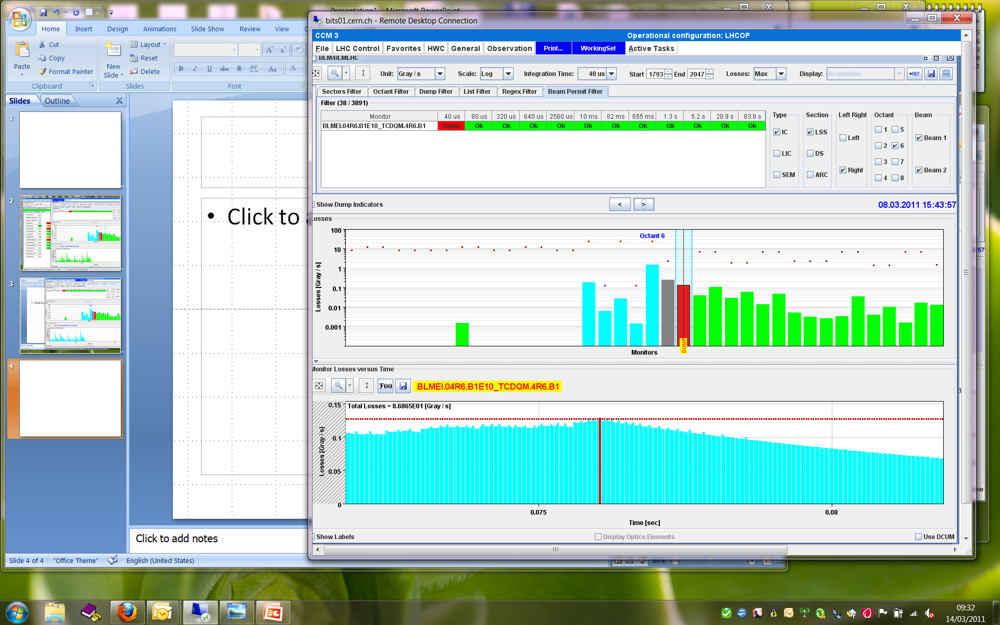 Presentation1 - Microsoft PowerPoint
Home Insert Animations Slide Show Review View
Design
Paste
Cut
Copy
Format Painter
Clipboard
New
Slide
Layout
Reset
Delete
Slides
B I U abc S AV Aa A
Font
Slides Outline X
1
2
3
4
• Click to a
Click to add notes
Slide 4 of 4 "Office Theme" English (United States)
89%
bits01.cern.ch - Remote Desktop Connection
CCM 3 Operational configuration: LHCOP
File LHC Control Favorites HWC General Observation Print... WorkingSet Active Tasks
BLM/BLMLHC
Unit: Gray / s Scale: Log Integration Time: 40 us Start 1793 End 2047 Losses: Max Display: Acquisition →REF
Sectors Filter Octant Filter Dump Filter List Filter Regex Filter Beam Permit Filter
Filter (38 / 3891)
Monitor 40 us 80 us 320 us 640 us 2560 us 10 ms 82 ms 655 ms 1.3 s 5.2 s 20.9 s 83.8 s
BLMEI.04R6.B1E10_TCDQM.4R6.B1 Dump Ok Ok Ok Ok Ok Ok Ok Ok Ok Ok Ok
Type Section Left Right Octant Beam
IC LSS Left 1 5 Beam 1
LIC DS 2 6
SEM ARC Right 3 7 Beam 2
4 8
Show Dump Indicators < > 08.03.2011 15:43:57
osses
Losses [Gray / s]
100
10
1
0.1
0.01
0.001
Octant 6
DUMP
Monitors
Monitor Losses versus Time
F(x) BLMEI.04R6.B1E10_TCDQM.4R6.B1
Total Losses = 8.6865E01 [Gray / s]
Losses [Gray / s]
0.15
0.1
0.05
0
0.075 0.08
Time [sec]
Show Labels Display Optics Elements Use DCUM
:57
UM
09:32
14/03/2011